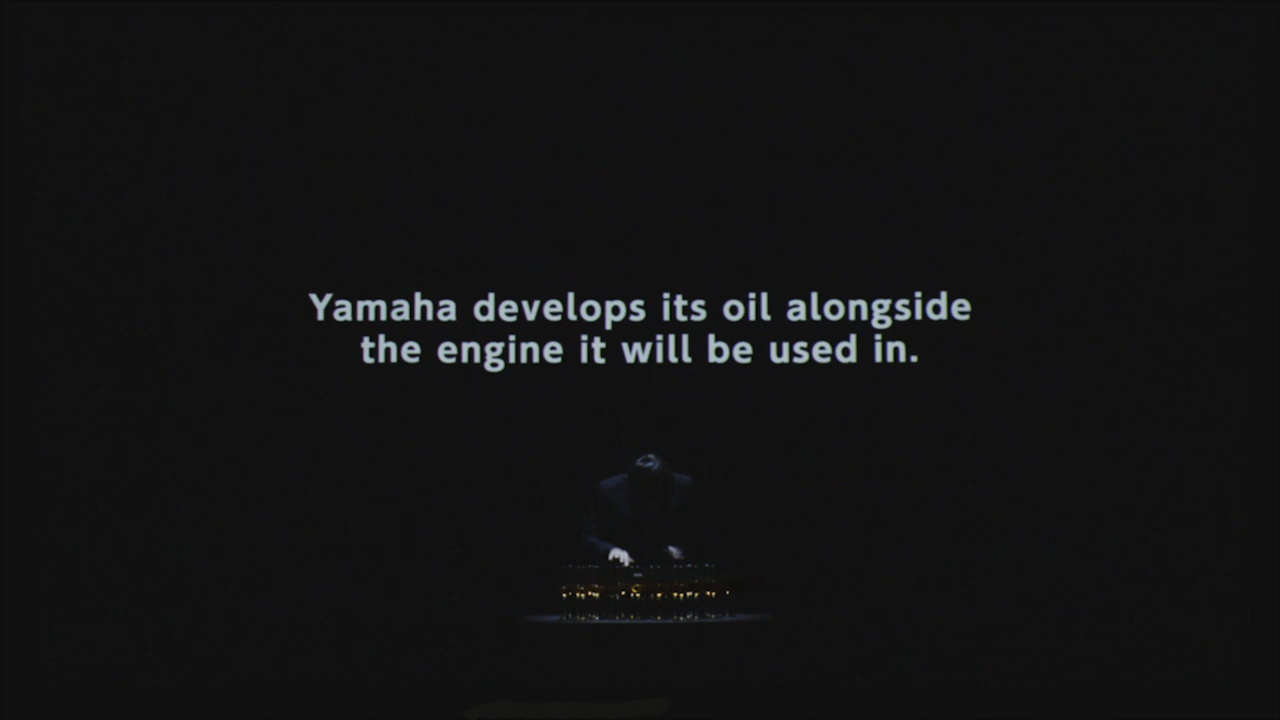 Yamaha develops its oil alongside
the engine it will be used in.